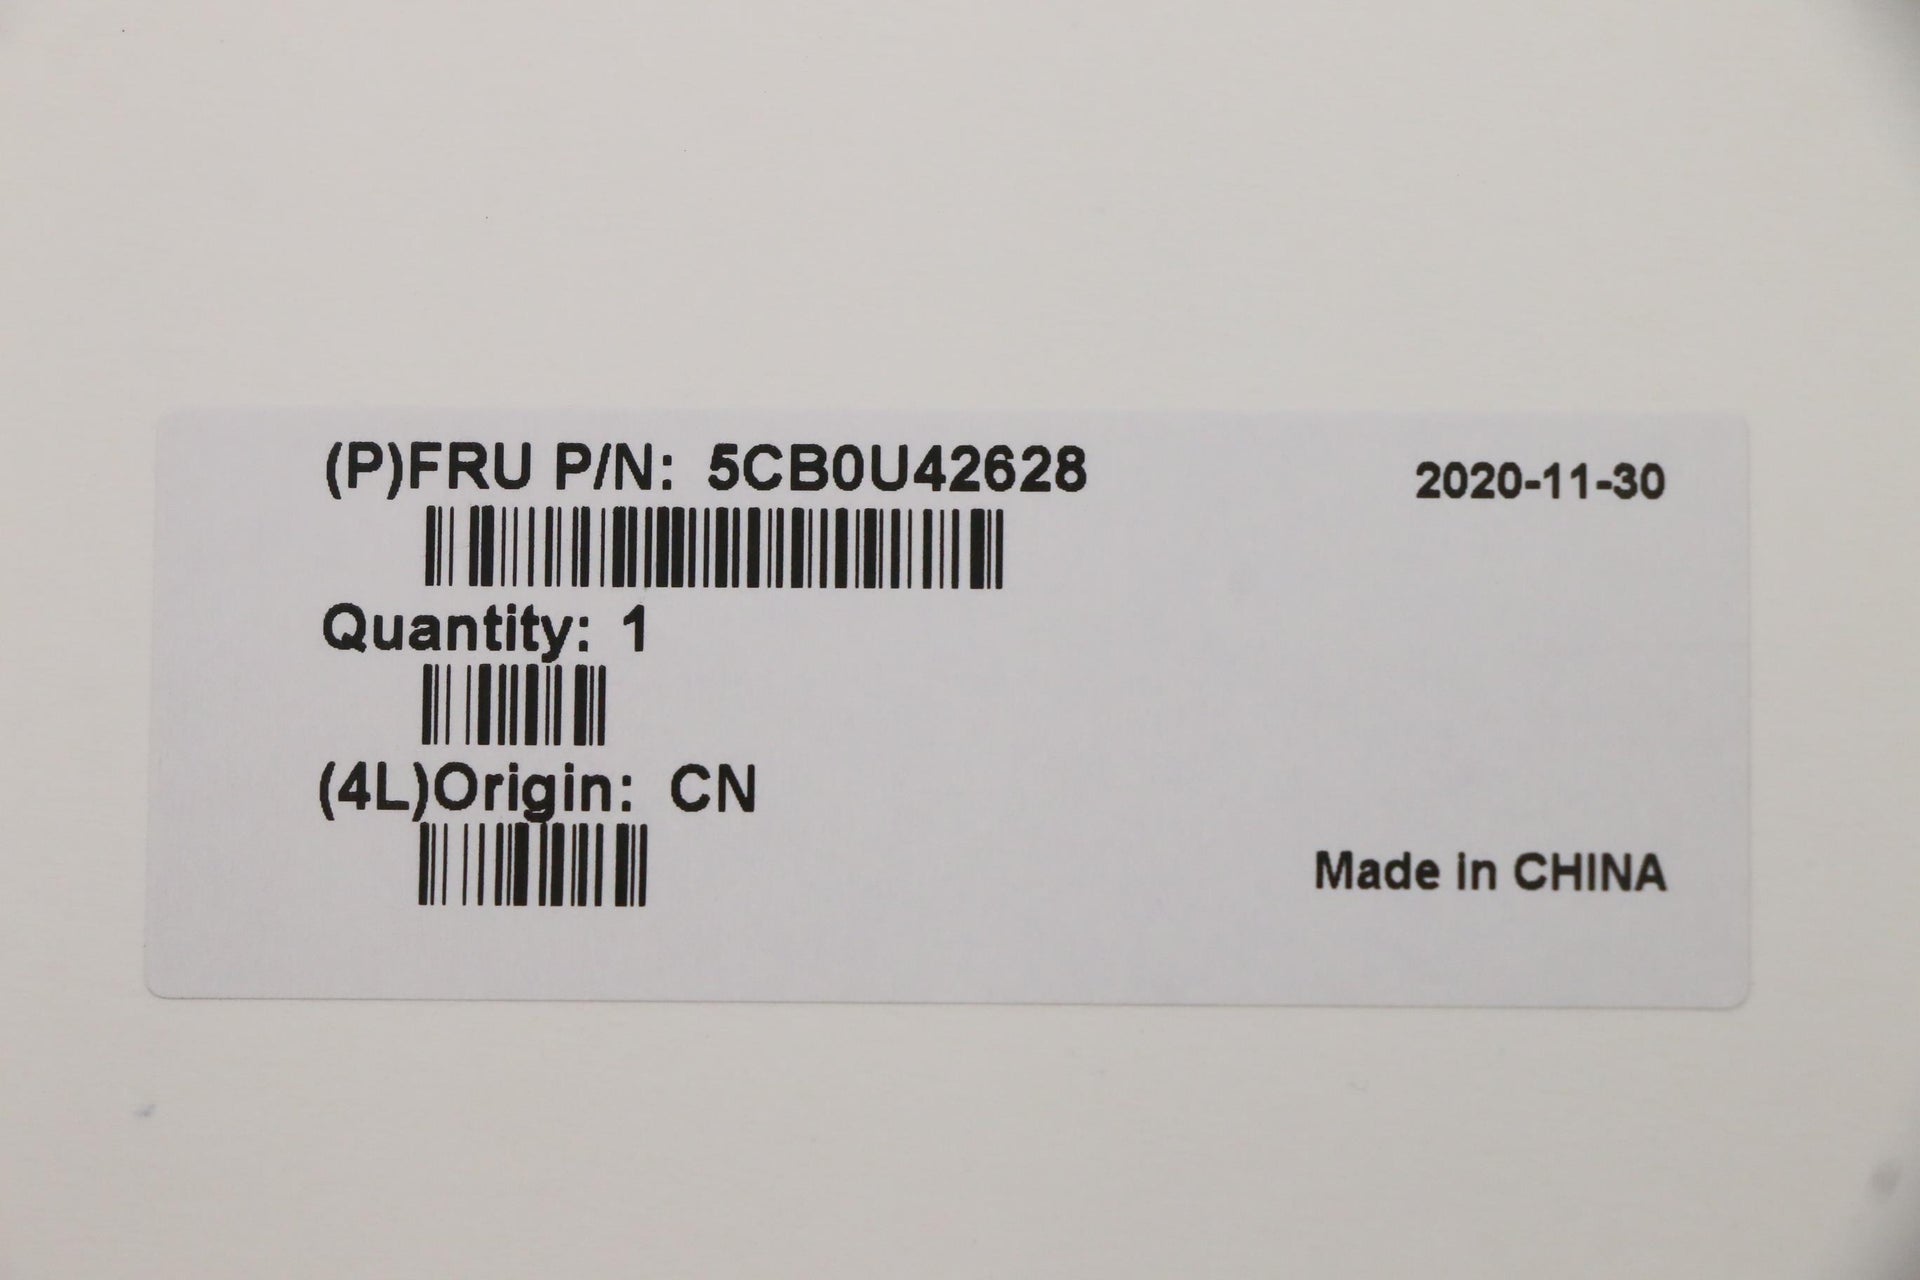 (P)FRU P/N: 5CB0U42628
2020-11-30
Quantity: 1
(4L)Origin: CN
Made in CHINA